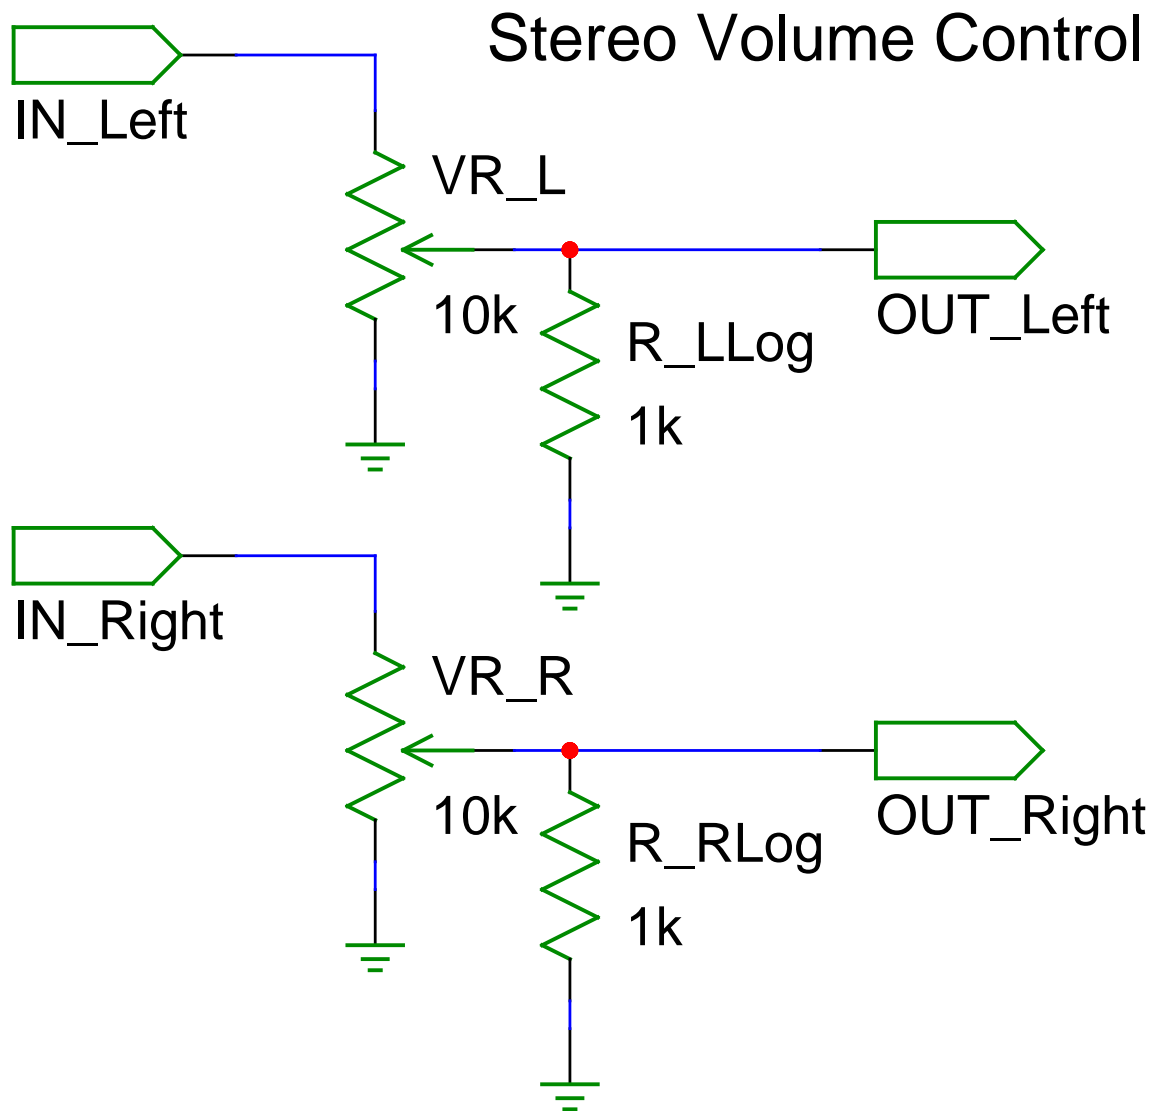 Stereo Volume Control
IN_Left
VR_L
10k
R_LLog
1k
OUT_Left
IN_Right
VR_R
10k
R_RLog
1k
OUT_Right